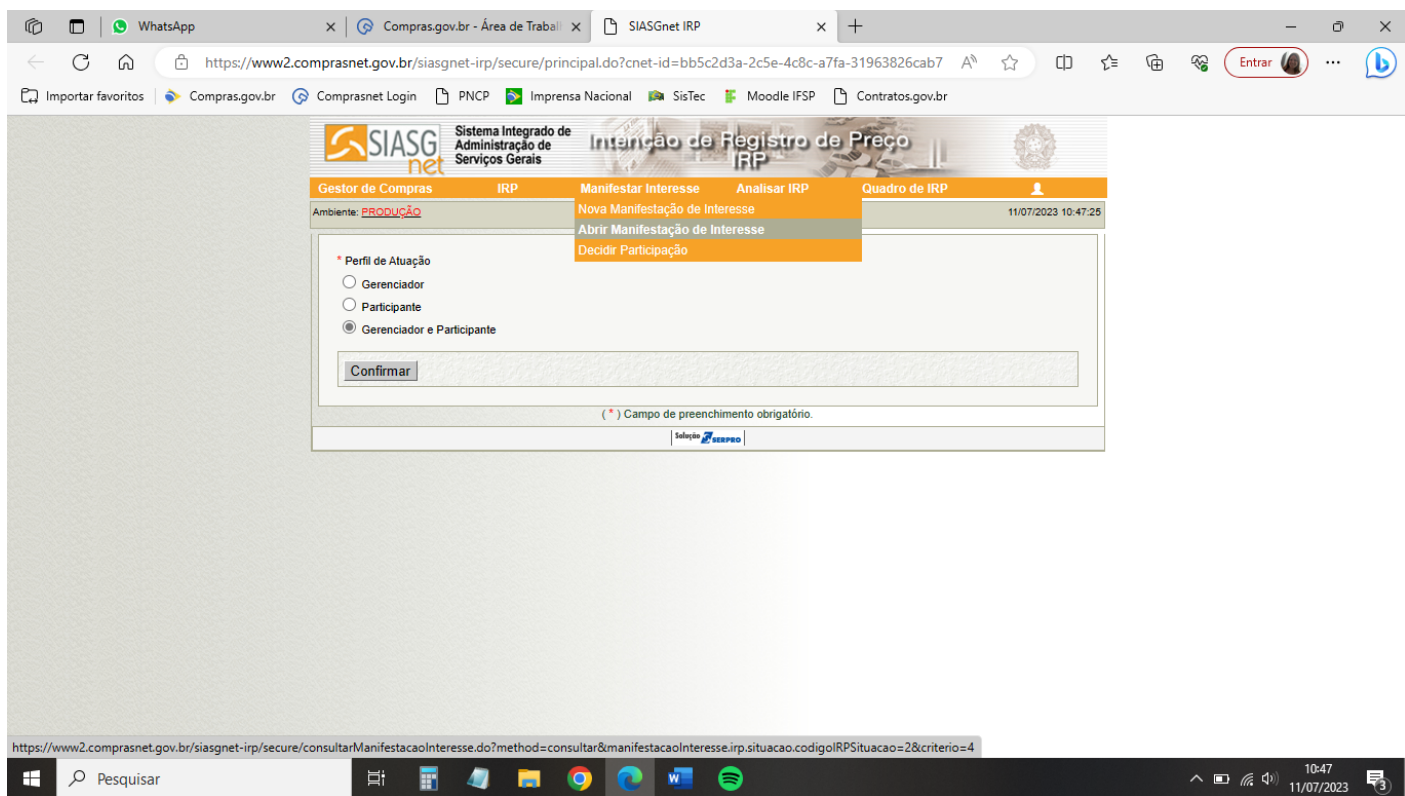 WhatsApp
Compras.gov.br - Área de Trabal
SIASGnet IRP
https://www2.comprasnet.gov.br/siasgnet-irp/secure/principal.do?cnet-id=bb5c2d3a-2c5e-4c8c-a7fa-31963826cab7
Entrar
Importar favoritos
Compras.gov.br
Comprasnet Login
PNCP
Imprensa Nacional
SisTec
Moodle IFSP
Contratos.gov.br
SIASG
net
Sistema Integrado de
Administração de
Serviços Gerais
Intenção de Registro de Preço
IRP
Gestor de Compras IRP Manifestar Interesse Analisar IRP Quadro de IRP
Ambiente: PRODUÇÃO
Nova Manifestação de Interesse
11/07/2023 10:47:25
Abrir Manifestação de Interesse
Decidir Participação
* Perfil de Atuação
Gerenciador
Participante
Gerenciador e Participante
Confirmar
( * ) Campo de preenchimento obrigatório.
Solução SERPRO
https://www2.comprasnet.gov.br/siasgnet-irp/secure/consultarManifestacaoInteresse.do?method=consultar&manifestacaoInteresse.irp.situacao.codigoIRPSituacao=2&criterio=4
Pesquisar
10:47
11/07/2023
3